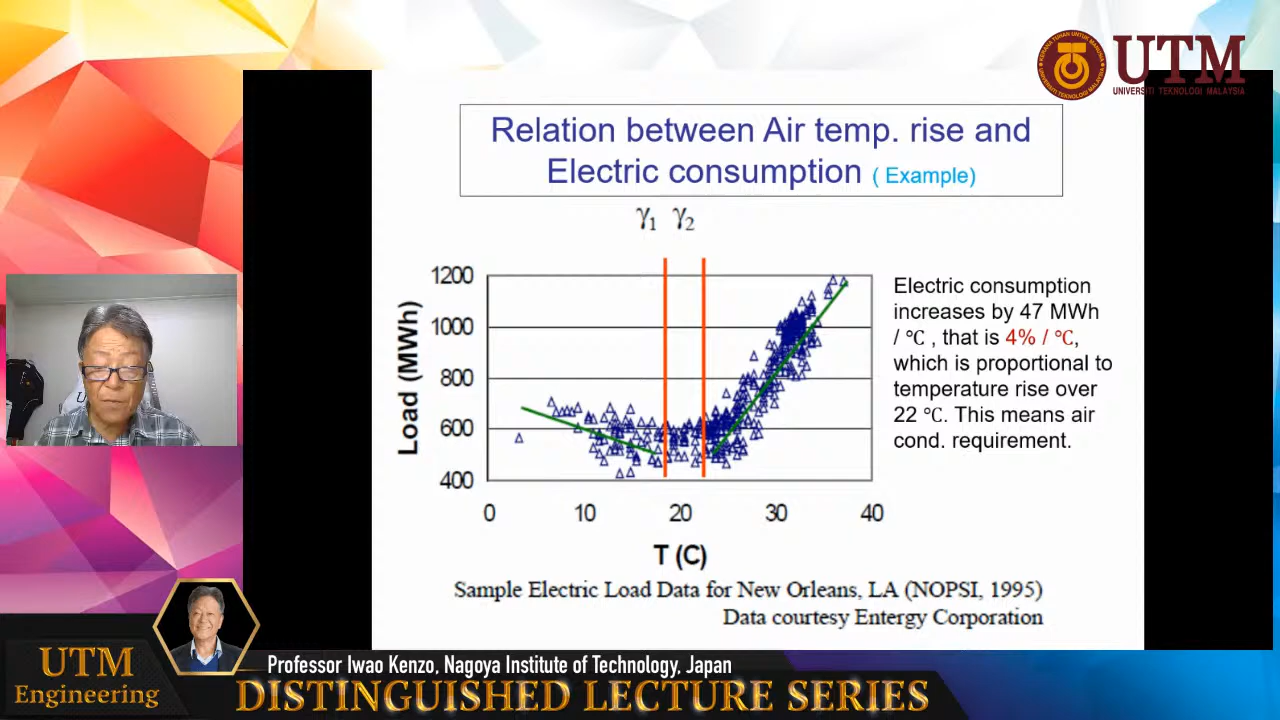 UTM
UNIVERSITI TEKNOLOGI MALAYSIA
Relation between Air temp. rise and
Electric consumption ( Example)
γ1 γ2
1200
1000
800
600
400
Load (MWh)
0 10 20 30 40
T (C)
Electric consumption
increases by 47 MWh
/ ℃ , that is 4% / ℃,
which is proportional to
temperature rise over
22 ℃. This means air
cond. requirement.
Sample Electric Load Data for New Orleans, LA (NOPSI, 1995)
Data courtesy Entergy Corporation
UTM
Engineering
Professor Iwao Kenzo, Nagoya Institute of Technology, Japan
DISTINGUISHED LECTURE SERIES